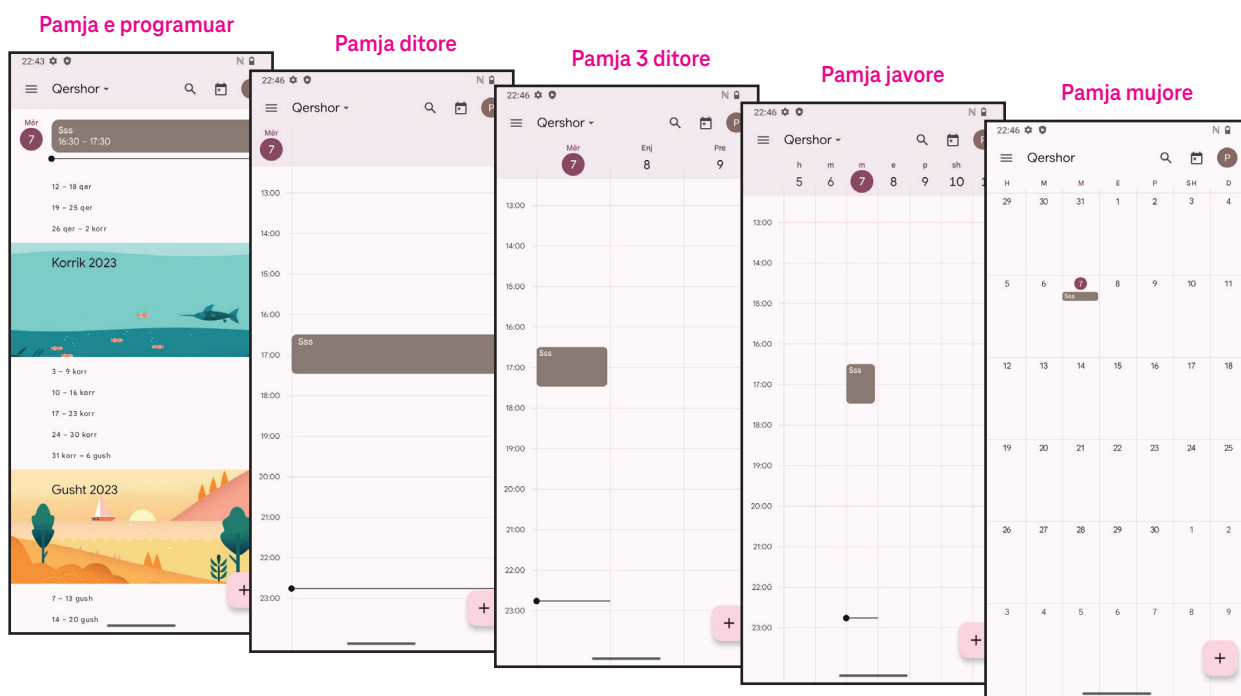 Pamja e programuar
22:43
Qershor
Mër
7
Sss
16:30 – 17:30
12 – 18 qer
19 – 25 qer
26 qer – 2 korr
Korrik 2023
3 – 9 korr
10 – 16 korr
17 – 23 korr
24 – 30 korr
31 korr – 6 gush
Gusht 2023
7 – 13 gush
14 – 20 gush
+
Pamja ditore
22:46
Qershor
P
Mër
7
13:00
14:00
15:00
16:00
Sss
17:00
18:00
19:00
20:00
21:00
22:00
23:00
+
Pamja 3 ditore
22:46
Qershor
P
Mër Enj Pre
7 8 9
13:00
14:00
15:00
16:00
Sss
17:00
18:00
19:00
20:00
21:00
22:00
23:00
+
Pamja javore
22:46
Qershor
h m m e p sh
5 6 7 8 9 10 1
13:00
14:00
15:00
16:00
Sss
17:00
18:00
19:00
20:00
21:00
22:00
23:00
+
Pamja mujore
22:46
Qershor
P
H M M E P SH D
29 30 31 1 2 3 4
5 6 7 8 9 10 11
Sss
12 13 14 15 16 17 18
19 20 21 22 23 24 25
26 27 28 29 30 1 2
3 4 5 6 7 8 9
+